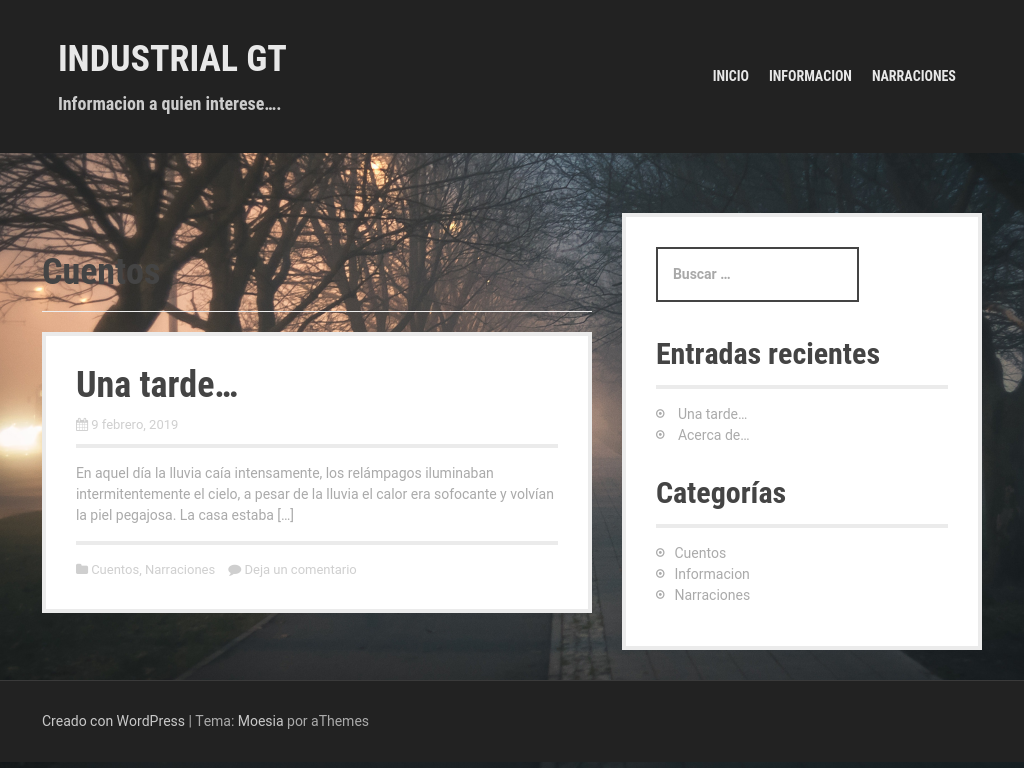 INDUSTRIAL GT
Informacion a quien interese….
INICIO INFORMACION NARRACIONES
Cuentos
Una tarde…
9 febrero, 2019
En aquel día la lluvia caía intensamente, los relámpagos iluminaban
intermitentemente el cielo, a pesar de la lluvia el calor era sofocante y volvían
la piel pegajosa. La casa estaba […]
Cuentos, Narraciones Deja un comentario
Buscar …
Entradas recientes
Una tarde…
Acerca de…
Categorías
Cuentos
Informacion
Narraciones
Creado con WordPress | Tema: Moesia por aThemes